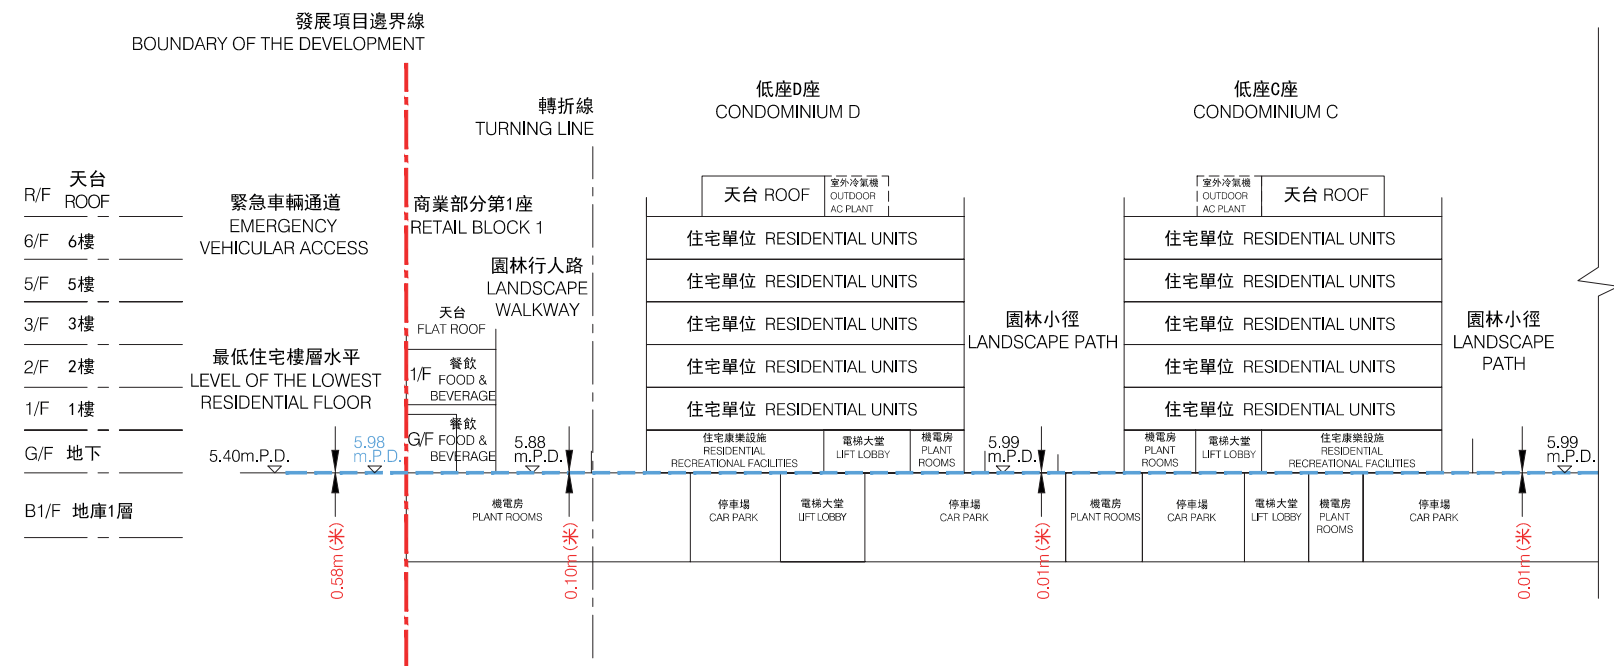 發展項目邊界線
BOUNDARY OF THE DEVELOPMENT
轉折線
TURNING LINE
低座D座
CONDOMINIUM D
低座C座
CONDOMINIUM C
R/F 天台
ROOF
6/F 6樓
5/F 5樓
3/F 3樓
2/F 2樓
1/F 1樓
G/F 地下
B1/F 地庫1層
緊急車輛通道
EMERGENCY
VEHICULAR ACCESS
最低住宅樓層水平
LEVEL OF THE LOWEST
RESIDENTIAL FLOOR
5.40m.P.D.
5.98
m.P.D.
0.58m(米)
商業部分第1座
RETAIL BLOCK 1
園林行人路
LANDSCAPE
WALKWAY
天台
FLAT ROOF
1/F
餐飲
FOOD &
BEVERAGE
G/F
餐飲
FOOD &
BEVERAGE
5.88
m.P.D.
0.10m(米)
機電房
PLANT ROOMS
天台 ROOF
室外冷氣機
OUTDOOR
AC PLANT
住宅單位 RESIDENTIAL UNITS
住宅單位 RESIDENTIAL UNITS
住宅單位 RESIDENTIAL UNITS
住宅單位 RESIDENTIAL UNITS
住宅單位 RESIDENTIAL UNITS
住宅康樂設施
RESIDENTIAL
RECREATIONAL FACILITIES
電梯大堂
LIFT LOBBY
機電房
PLANT
ROOMS
停車場
CAR PARK
電梯大堂
LIFT LOBBY
停車場
CAR PARK
園林小徑
LANDSCAPE PATH
5.99
m.P.D.
0.01m(米)
機電房
PLANT ROOMS
室外冷氣機
OUTDOOR
AC PLANT
天台 ROOF
住宅單位 RESIDENTIAL UNITS
住宅單位 RESIDENTIAL UNITS
住宅單位 RESIDENTIAL UNITS
住宅單位 RESIDENTIAL UNITS
住宅單位 RESIDENTIAL UNITS
機電房
PLANT
ROOMS
電梯大堂
LIFT LOBBY
住宅康樂設施
RESIDENTIAL
RECREATIONAL FACILITIES
停車場
CAR PARK
電梯大堂
LIFT LOBBY
機電房
PLANT
ROOMS
停車場
CAR PARK
園林小徑
LANDSCAPE
PATH
5.99
m.P.D.
0.01m(米)